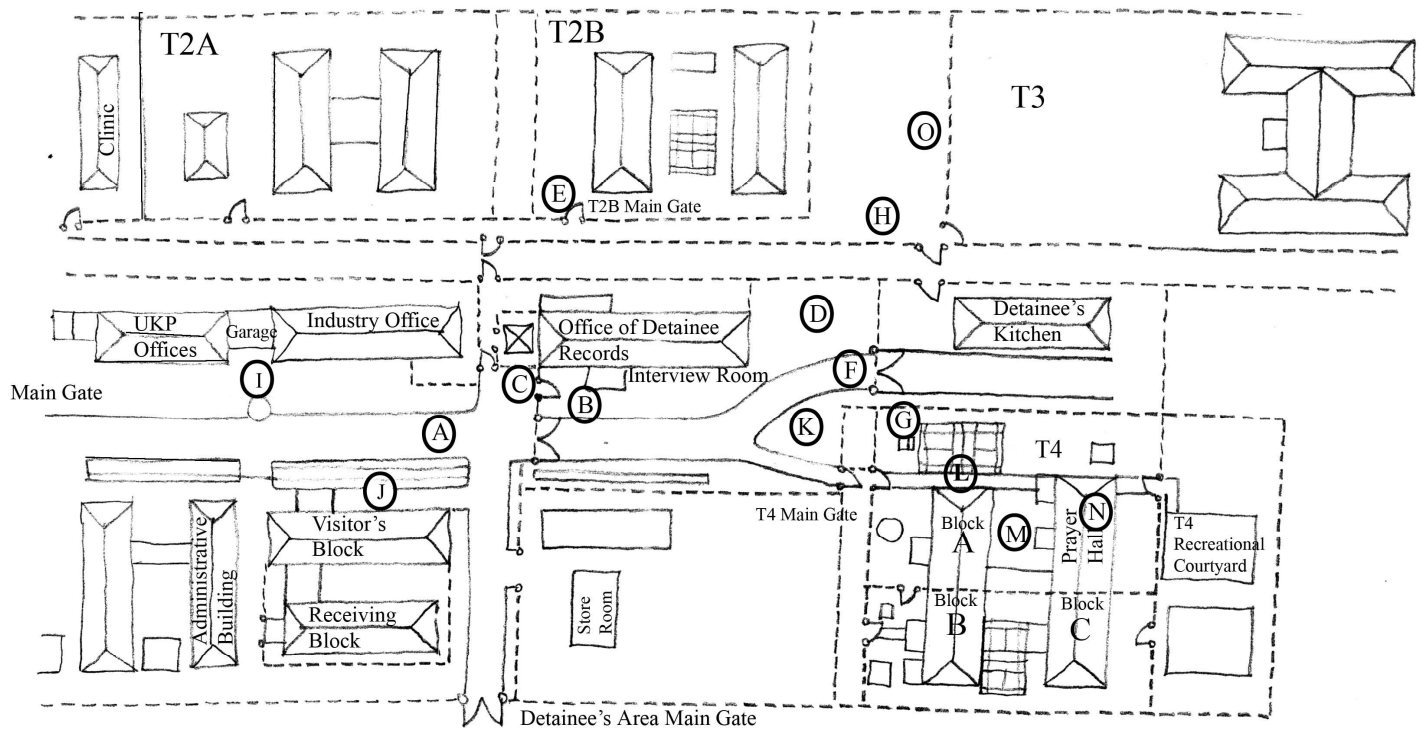 T2A
T2B
T3
Clinic
O
E
T2B Main Gate
H
UKP
Offices
Garage
Industry Office
Office of Detainee
Records
D
Detainee's
Kitchen
Main Gate
I
C
Interview Room
B
F
A
K
G
T4
J
L
T4 Main Gate
Visitor's
Block
Administrative
Building
Receiving
Block
Store
Room
Block
A
M
Prayer
Hall
N
T4
Recreational
Courtyard
Block
B
Block
C
Detainee's Area Main Gate